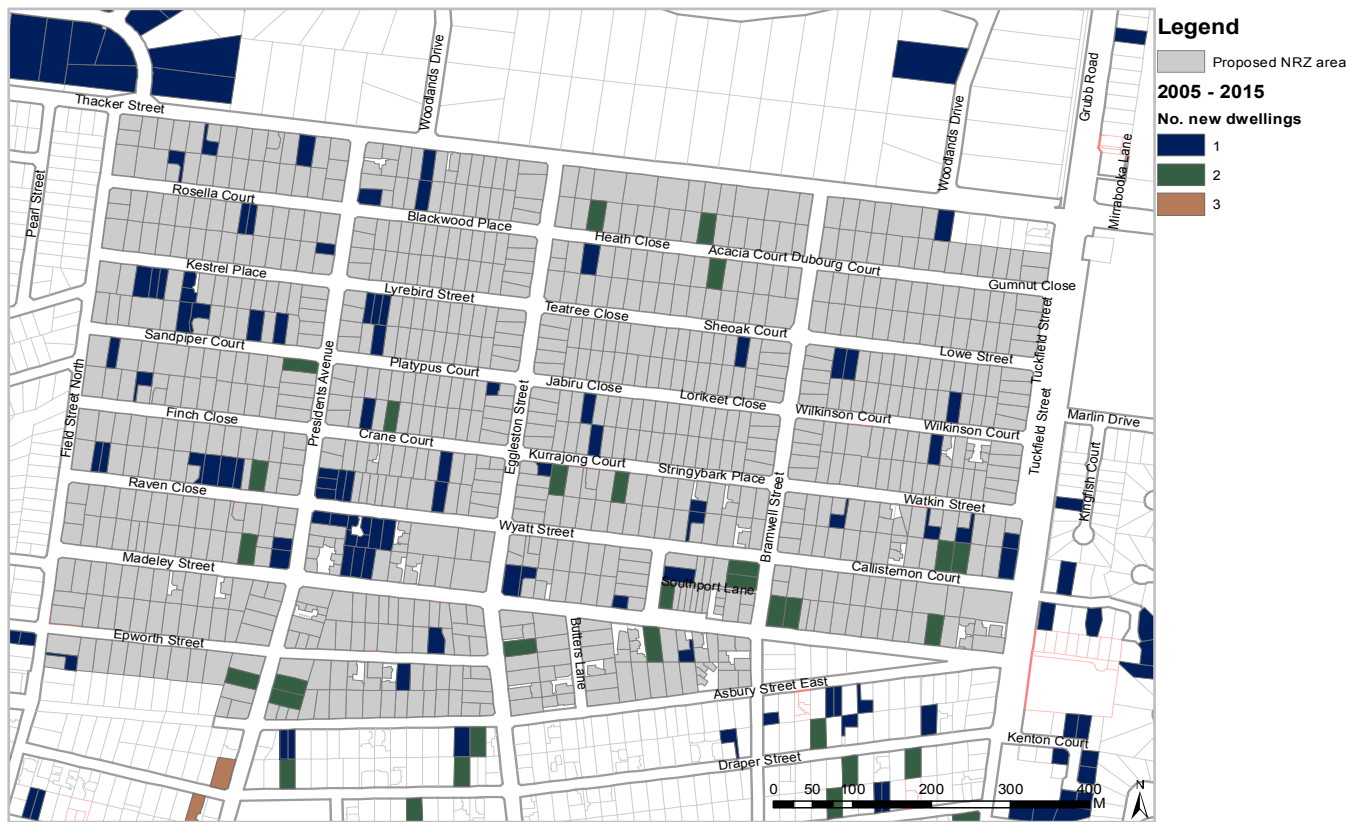 Legend
Proposed NRZ area
2005 - 2015
No. new dwellings
1
2
3
Woodlands Drive
Grubb Road
Thacker Street
Woodlands Drive
Mirrabooka Lane
Pearl Street
Rosella Court
Blackwood Place
Heath Close
Acacia Court
Dubourg Court
Kestrel Place
Gumnut Close
Lyrebird Street
Teatree Close
Sheoak Court
Tuckfield Street
Sandpiper Court
Lowe Street
Platypus Court
Presidents Avenue
Field Street North
Jabiru Close
Lorikeet Close
Eggleston Street
Finch Close
Wilkinson Court
Wilkinson Court
Marlin Drive
Crane Court
Tuckfield Street
Kurrajong Court
Stringybark Place
Kingfish Court
Raven Close
Watkin Street
Bramwell Street
Wyatt Street
Madeley Street
Callistemon Court
Southport Lane
Epworth Street
Butters Lane
Asbury Street East
Kenton Court
Draper Street
N
0 50 100 200 300 400
M